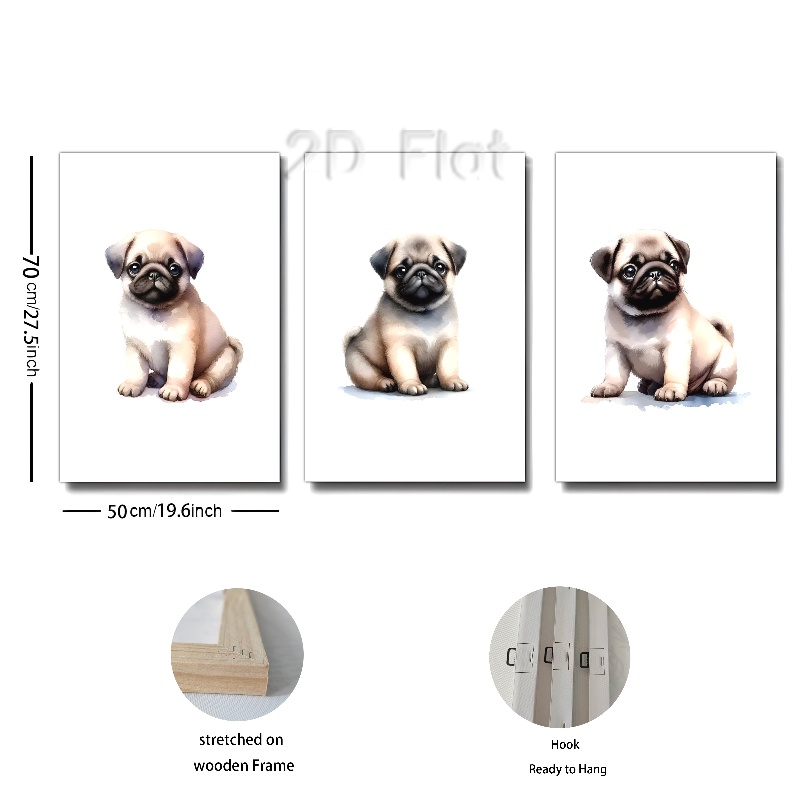 2D Flat
70 cm/27.5inch
50cm/19.6inch
stretched on
wooden Frame
Hook
Ready to Hang